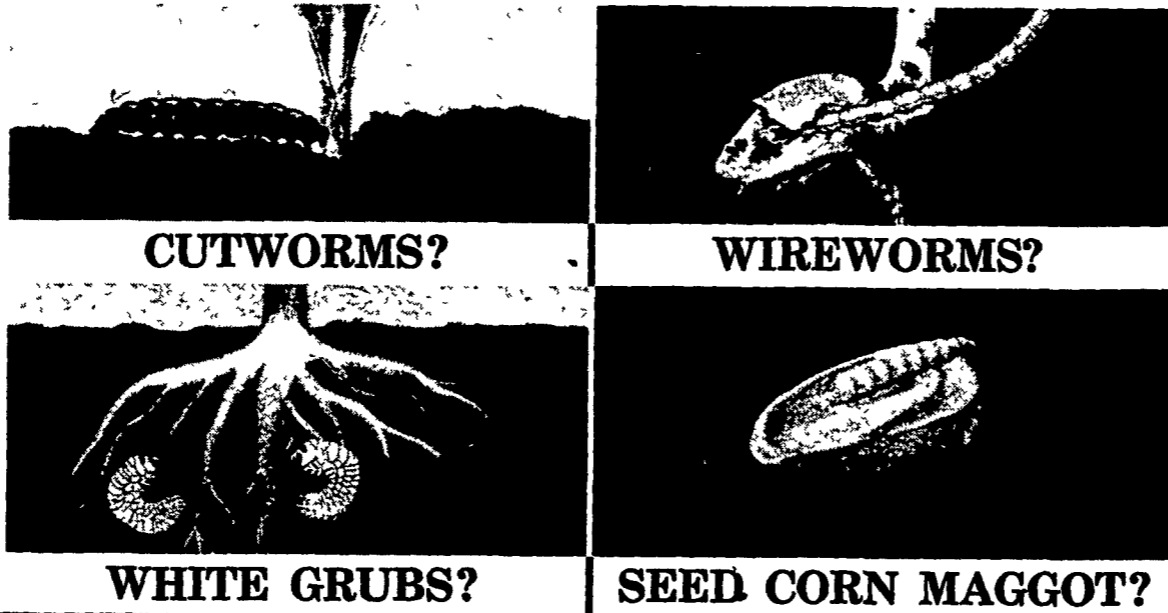 CUTWORMS?
WIREWORMS?
WHITE GRUBS?
SEED CORN MAGGOT?